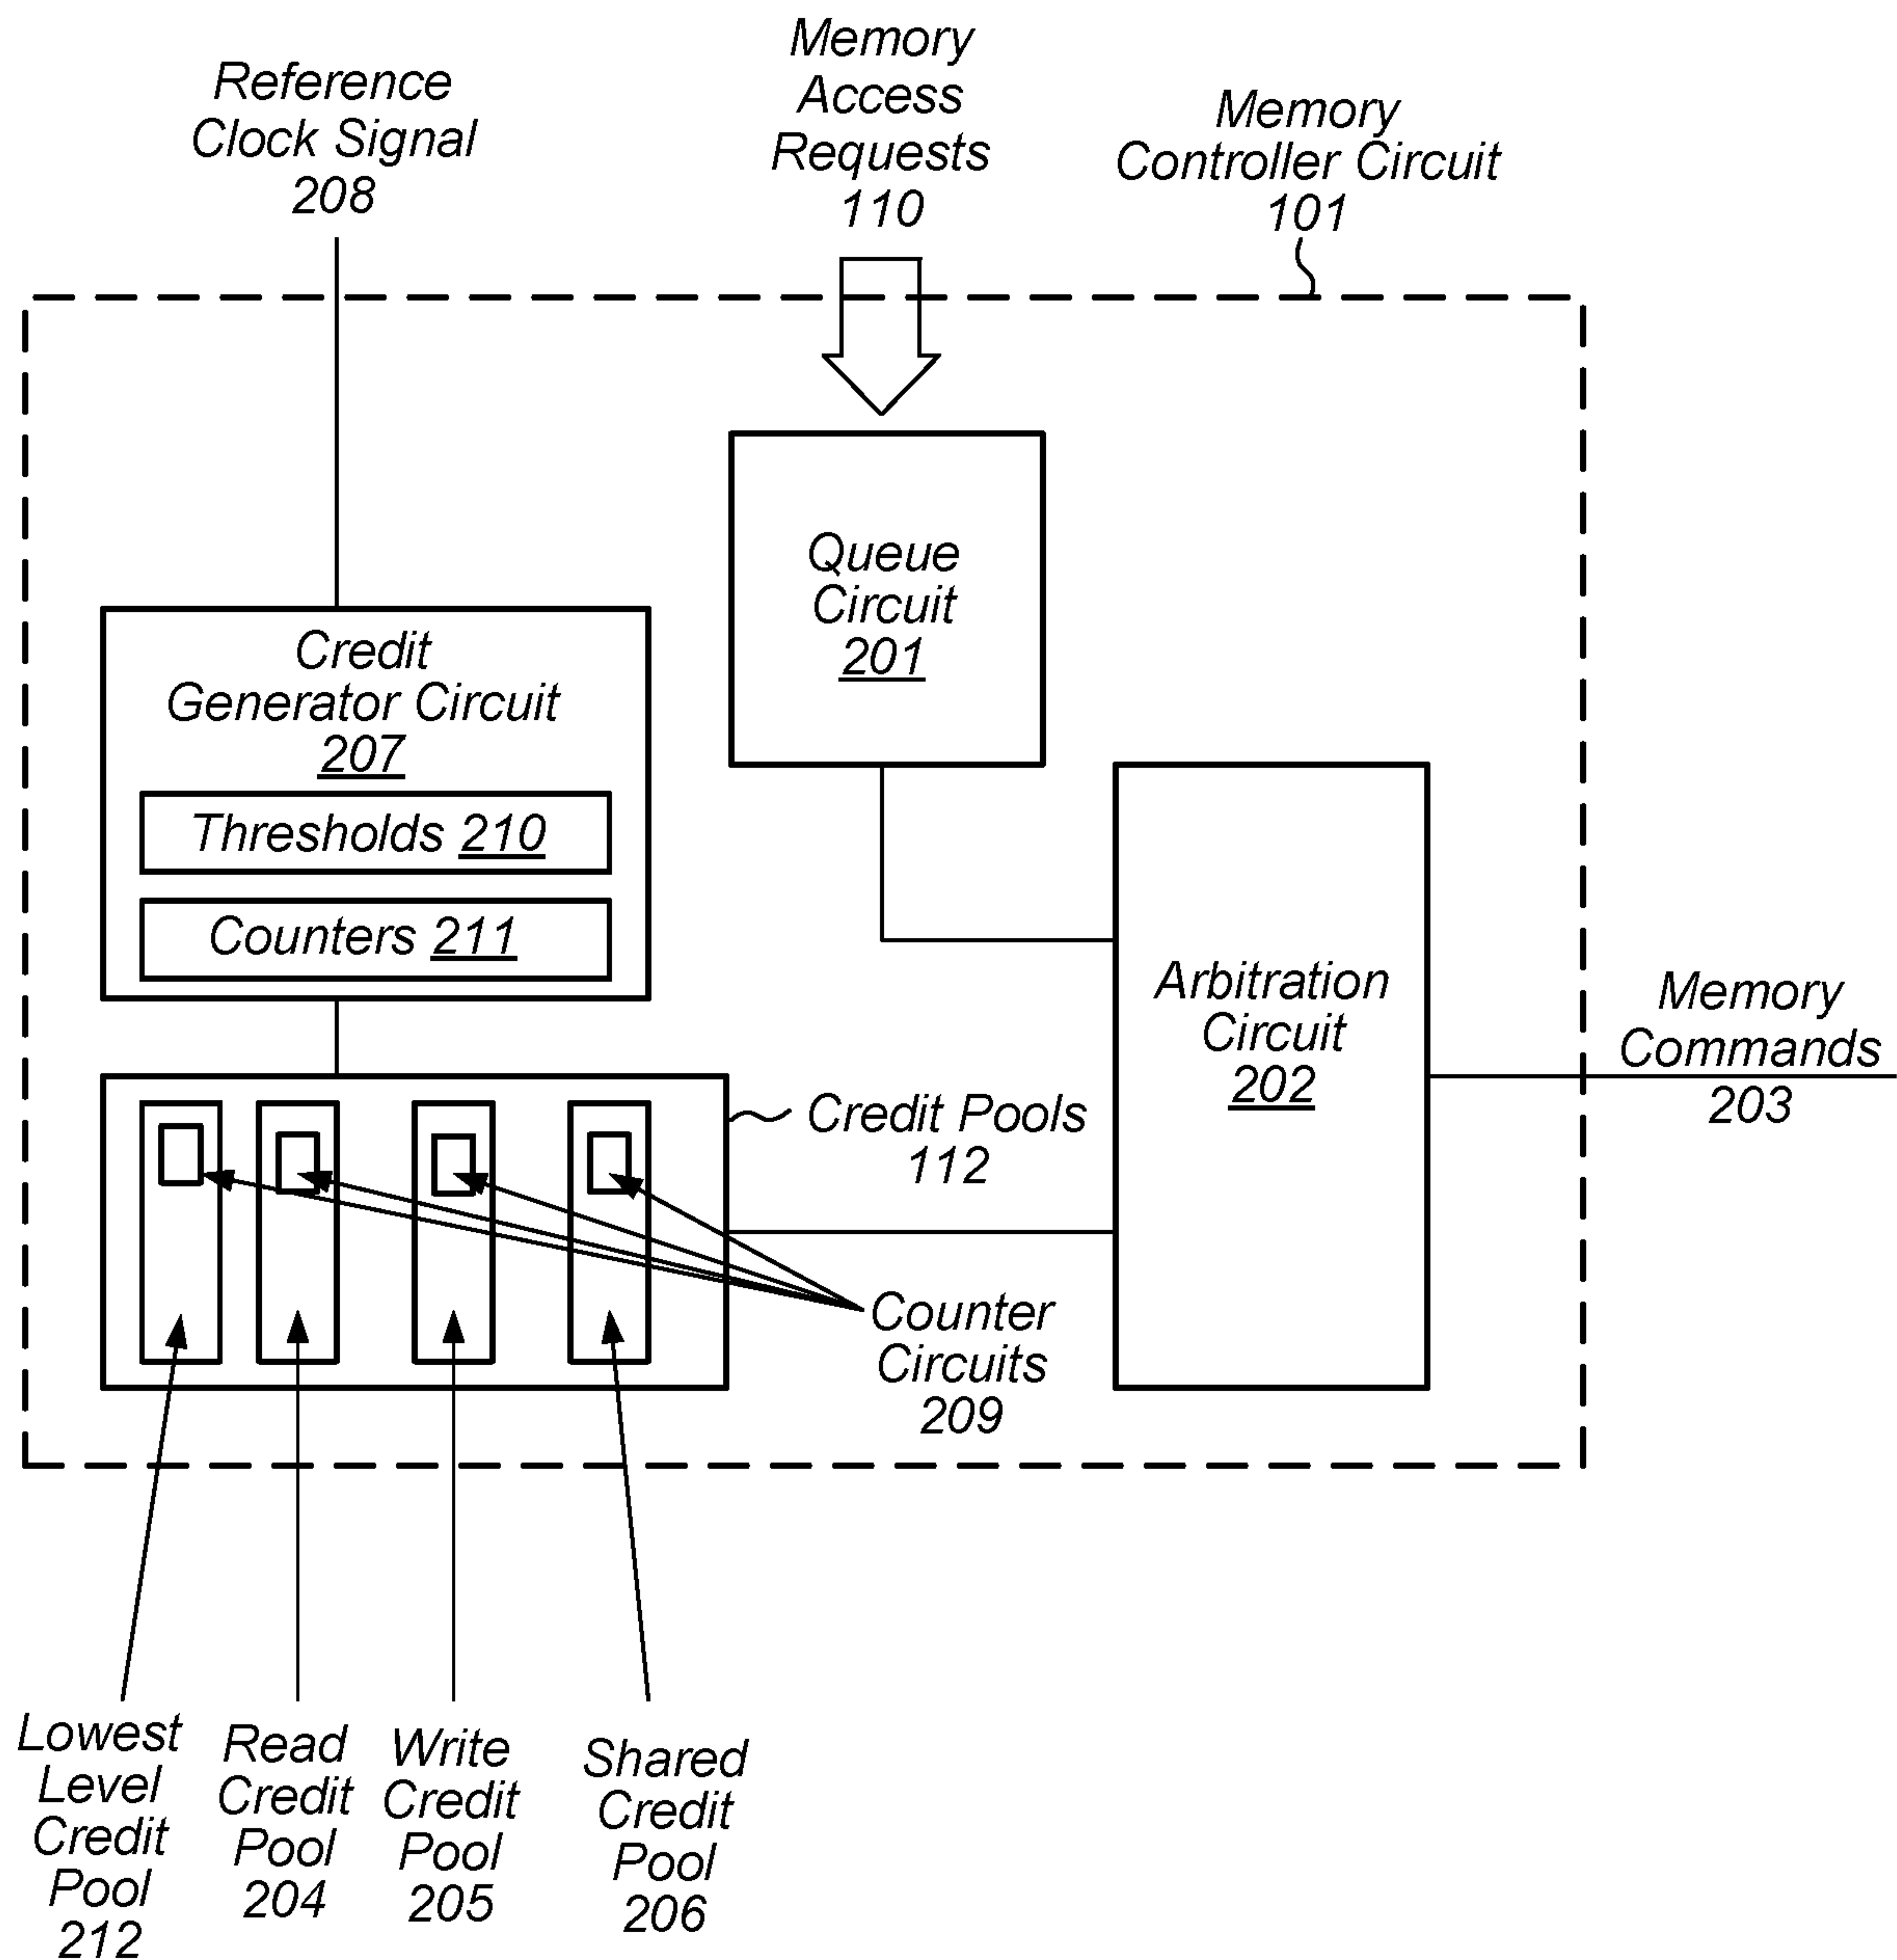 Reference
Clock Signal
208
Memory
Access
Requests
110
Memory
Controller Circuit
101
Queue
Circuit
201
Credit
Generator Circuit
207
Thresholds 210
Counters 211
Arbitration
Circuit
202
Memory
Commands
203
Credit Pools
112
Counter
Circuits
209
Lowest
Level
Credit
Pool
212
Read
Credit
Pool
204
Write
Credit
Pool
205
Shared
Credit
Pool
206